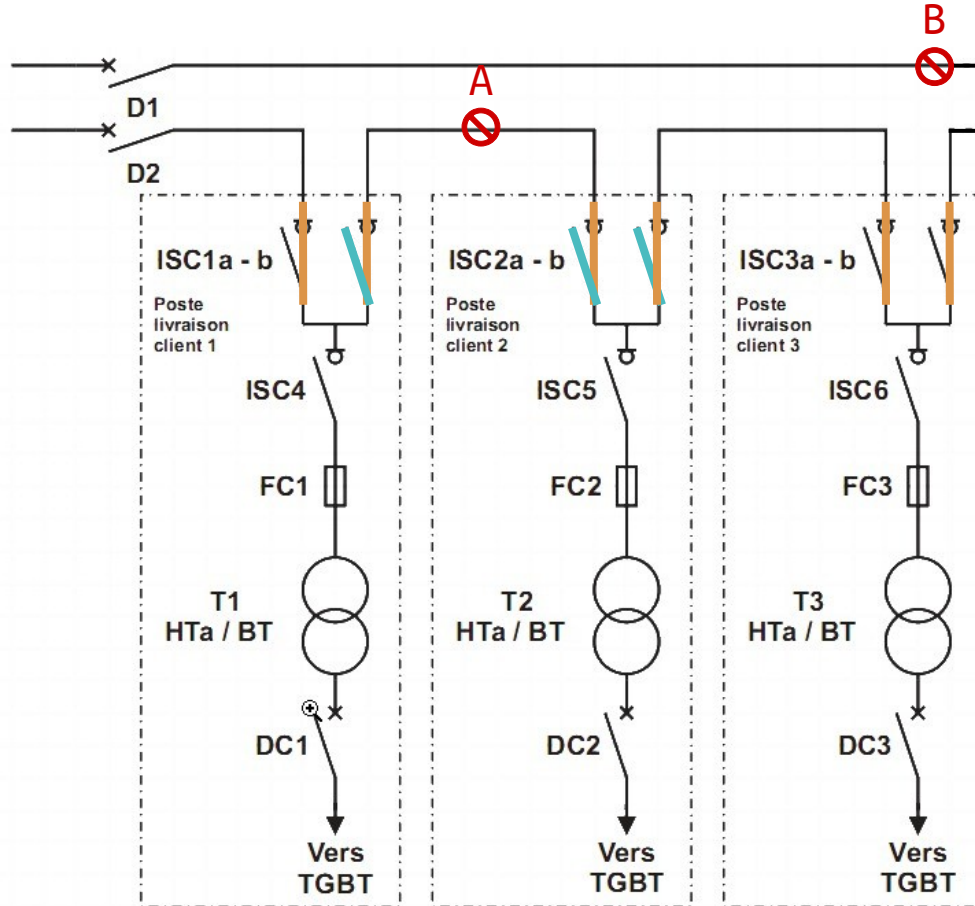 B
A
D1
D2
ISC1a - b
Poste
livraison
client 1
ISC2a - b
Poste
livraison
client 2
ISC3a - b
Poste
livraison
client 3
ISC4
ISC5
ISC6
FC1
FC2
FC3
T1
HTa / BT
T2
HTa / BT
T3
HTa / BT
DC1
DC2
DC3
Vers
TGBT
Vers
TGBT
Vers
TGBT